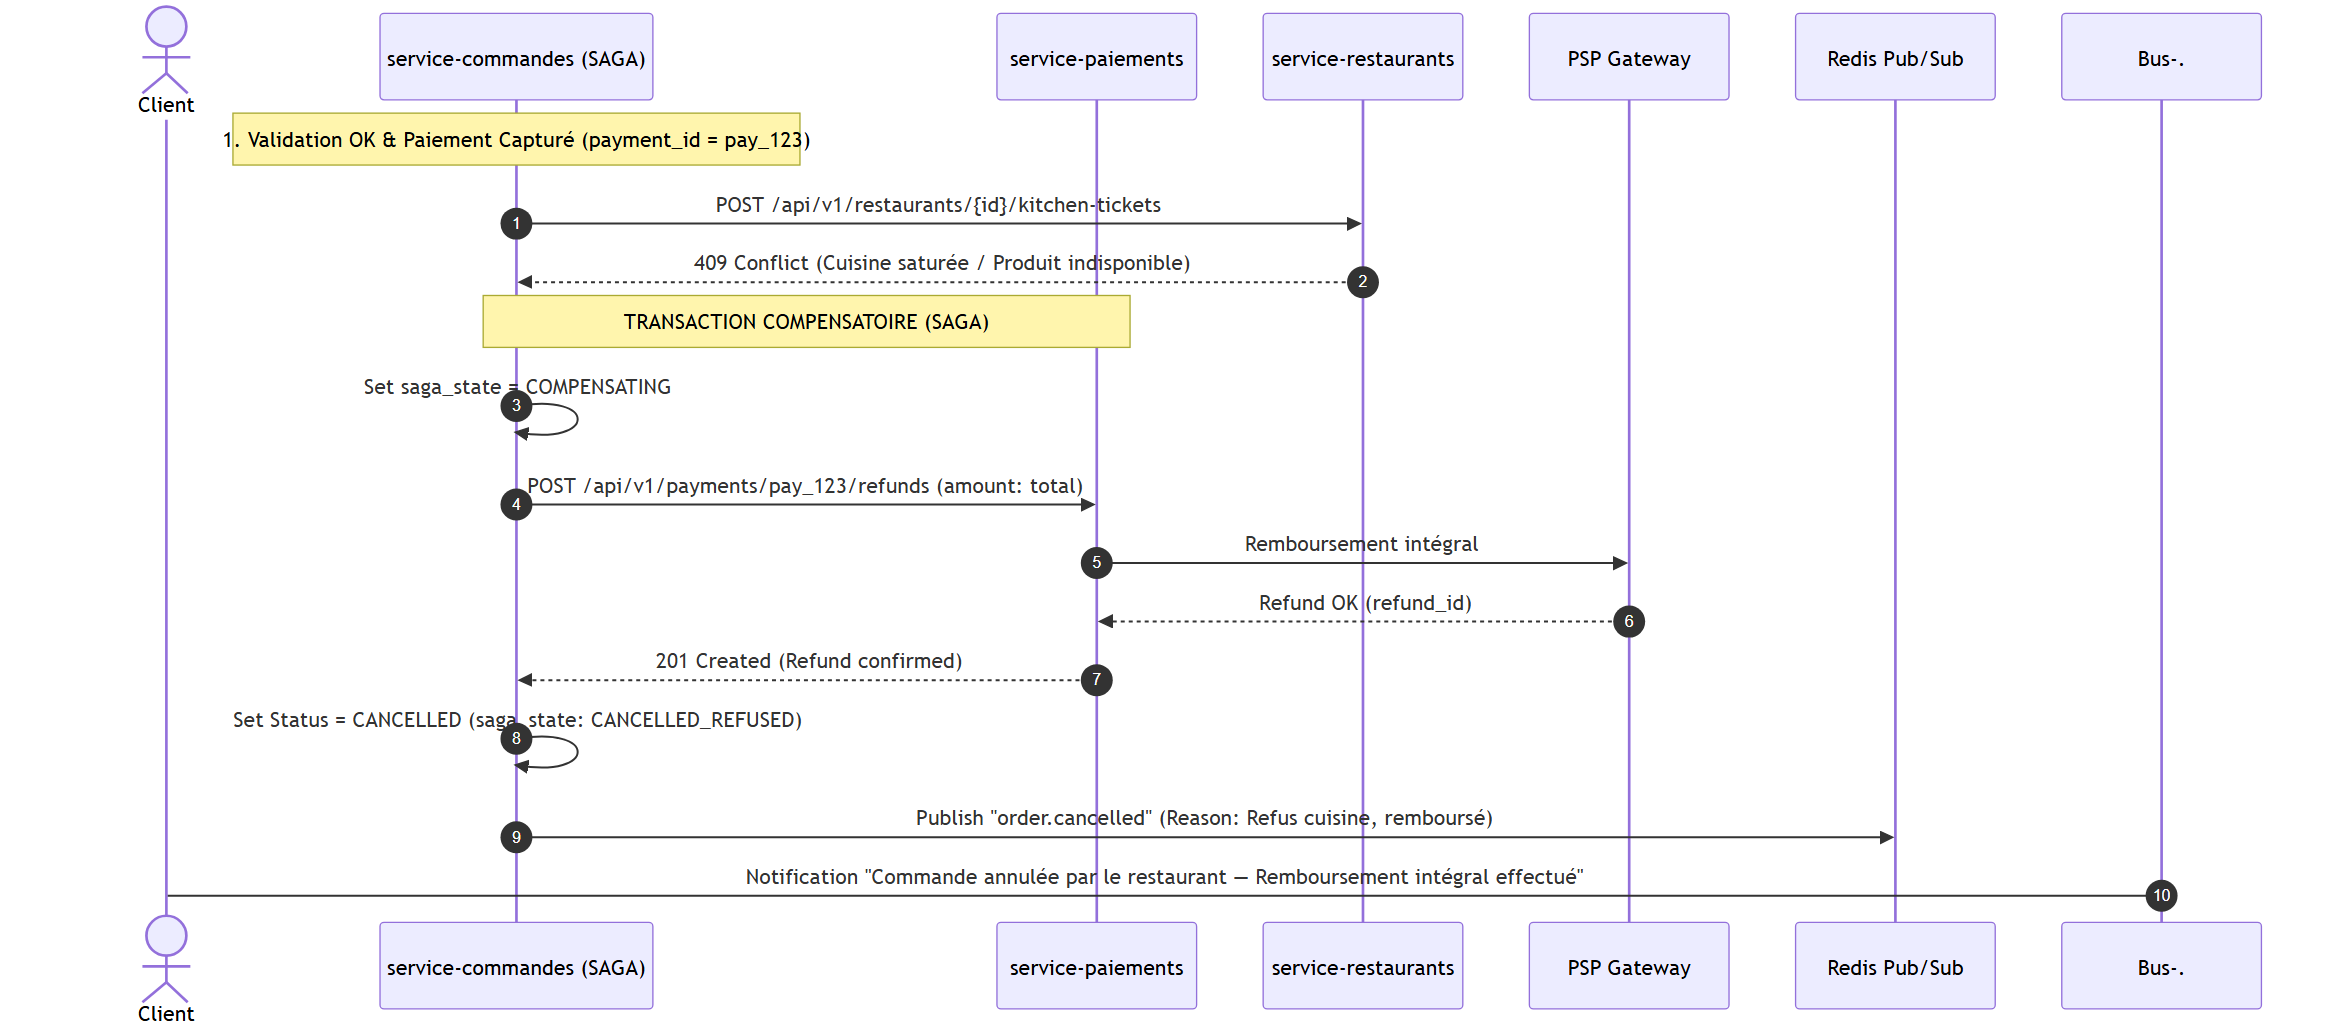 service-commandes (SAGA)
service-paiements
service-restaurants
PSP Gateway
Redis Pub/Sub
Bus-.
Client
1. Validation OK & Paiement Capturé (payment_id = pay_123)
POST /api/v1/restaurants/{id}/kitchen-tickets
1
409 Conflict (Cuisine saturée / Produit indisponible)
2
TRANSACTION COMPENSATOIRE (SAGA)
Set saga_state = COMPENSATING
3
POST /api/v1/payments/pay_123/refunds (amount: total)
4
Remboursement intégral
5
Refund OK (refund_id)
6
201 Created (Refund confirmed)
7
Set Status = CANCELLED (saga_state: CANCELLED_REFUSED)
8
Publish "order.cancelled" (Reason: Refus cuisine, remboursé)
9
Notification "Commande annulée par le restaurant — Remboursement intégral effectué"
10
service-commandes (SAGA)
service-paiements
service-restaurants
PSP Gateway
Redis Pub/Sub
Bus-.
Client